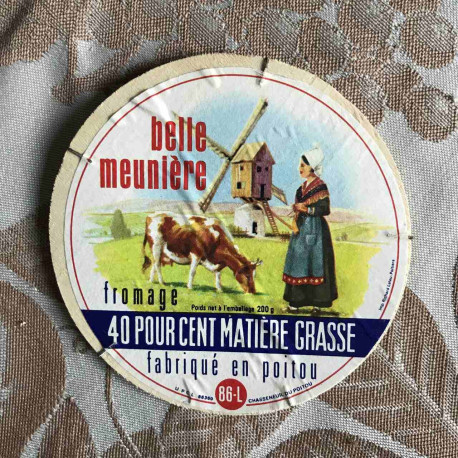 belle
meunière
fromage
Poids net à l'emballage 200 g
40 POUR CENT MATIÈRE GRASSE
fabriqué en poitou
86-L
CHASSENEUIL DU POITOU